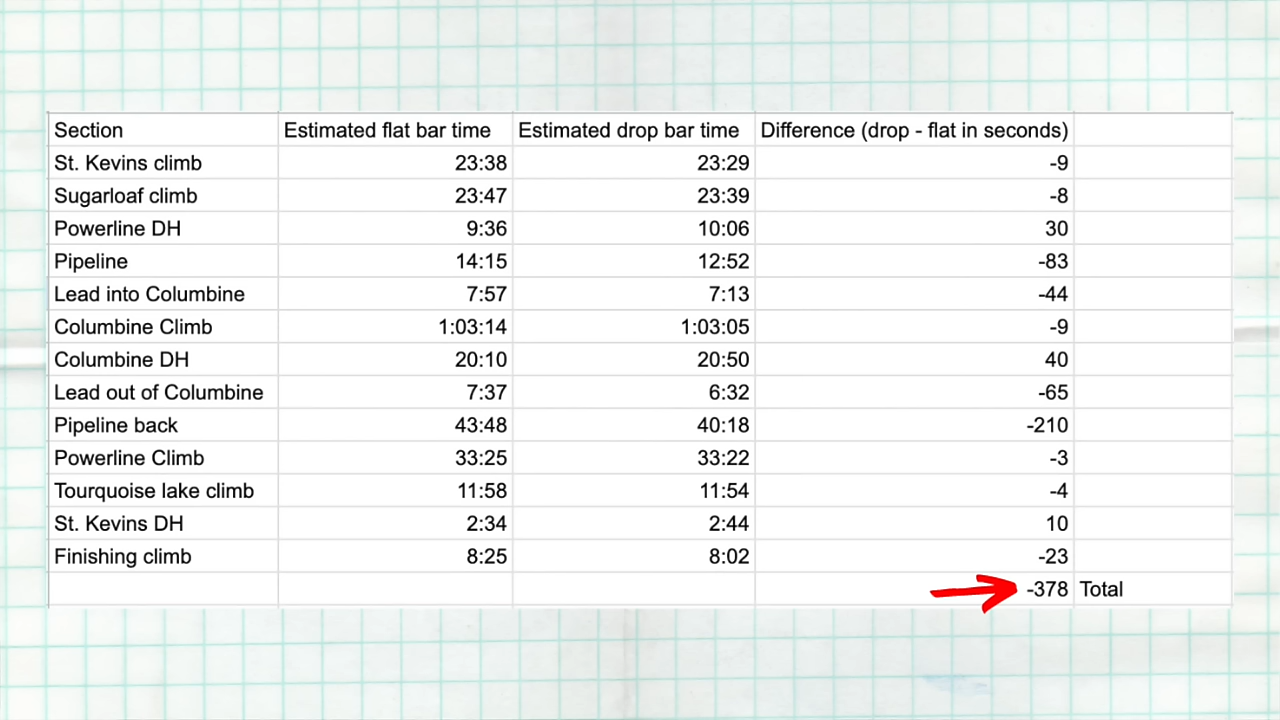 Section Estimated flat bar time Estimated drop bar time Difference (drop - flat in seconds)
St. Kevins climb 23:38 23:29 -9
Sugarloaf climb 23:47 23:39 -8
Powerline DH 9:36 10:06 30
Pipeline 14:15 12:52 -83
Lead into Columbine 7:57 7:13 -44
Columbine Climb 1:03:14 1:03:05 -9
Columbine DH 20:10 20:50 40
Lead out of Columbine 7:37 6:32 -65
Pipeline back 43:48 40:18 -210
Powerline Climb 33:25 33:22 -3
Tourquoise lake climb 11:58 11:54 -4
St. Kevins DH 2:34 2:44 10
Finishing climb 8:25 8:02 -23
-378 Total